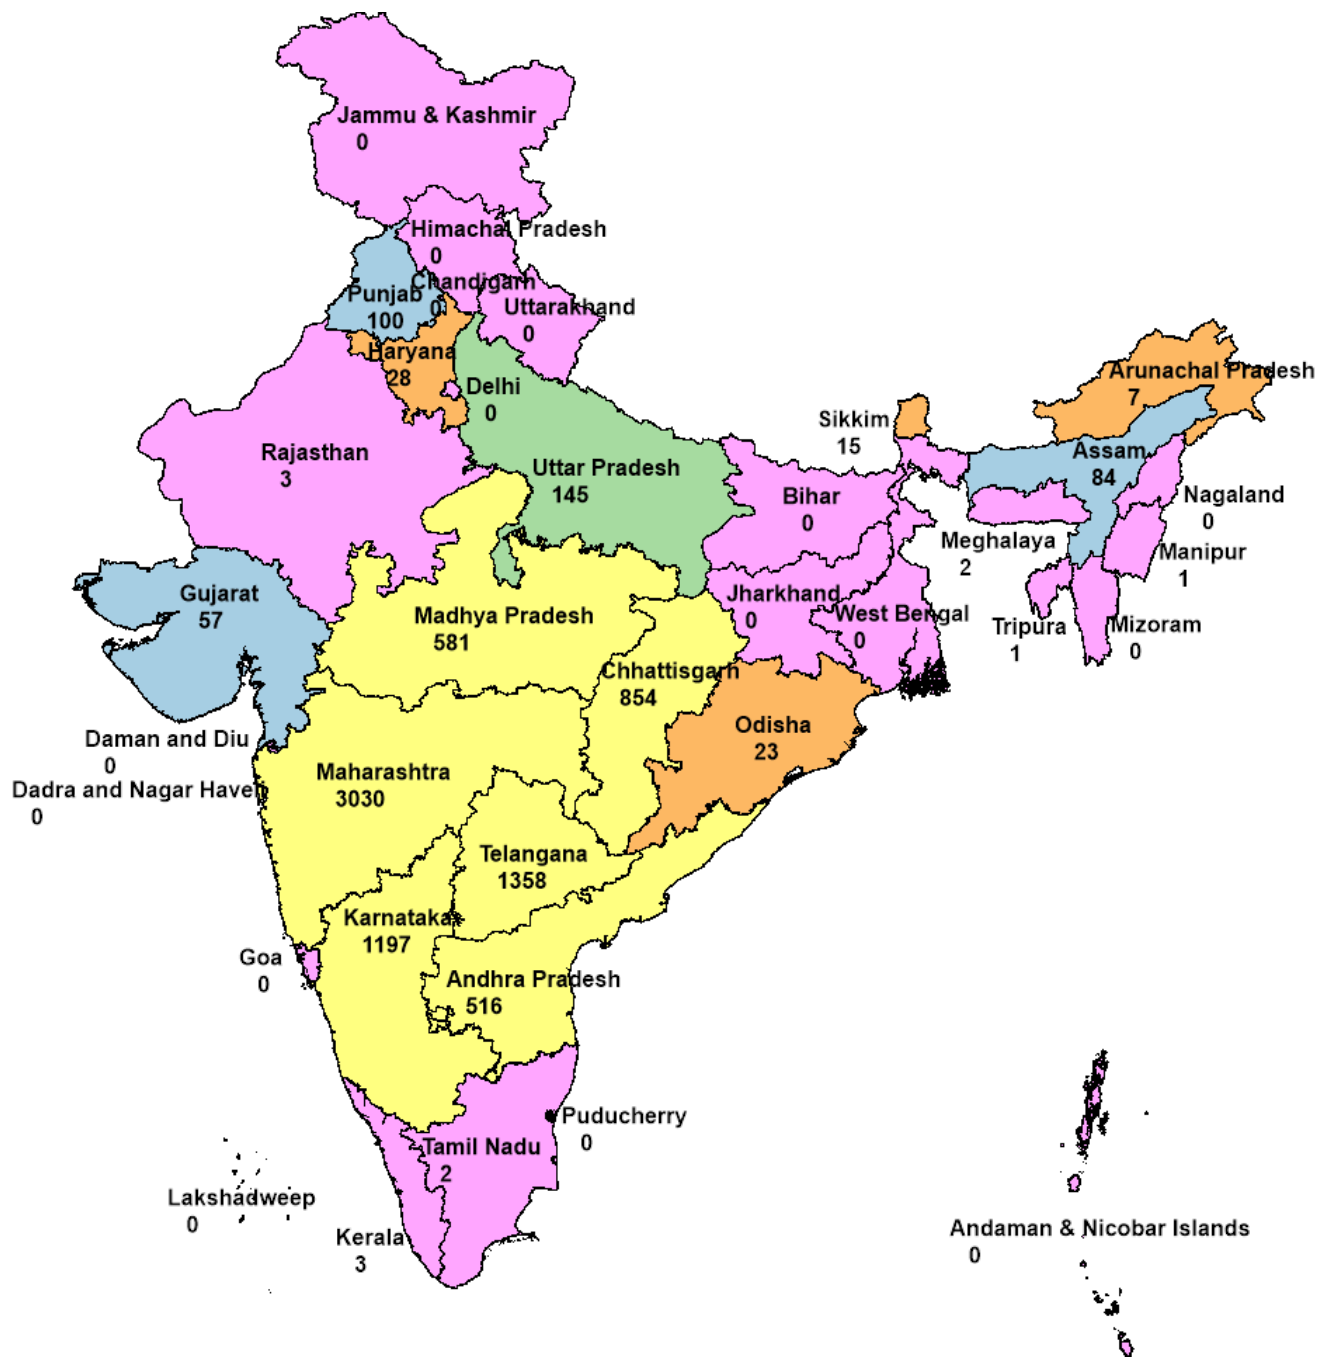 Jammu & Kashmir
0
Himachal Pradesh
0
Chandigarh
0
Punjab
100
Uttarakhand
0
Haryana
28
Delhi
0
Arunachal Pradesh
7
Sikkim
15
Rajasthan
3
Assam
84
Uttar Pradesh
145
Bihar
0
Nagaland
0
Meghalaya
2
Manipur
1
Gujarat
57
Jharkhand
0
Madhya Pradesh
581
West Bengal
0
Tripura
1
Mizoram
0
Chhattisgarh
854
Odisha
23
Daman and Diu
0
Maharashtra
3030
Dadra and Nagar Haveli
0
Telangana
1358
Karnataka
1197
Goa
0
Andhra Pradesh
516
Puducherry
0
Tamil Nadu
2
Lakshadweep
0
Kerala
3
Andaman & Nicobar Islands
0